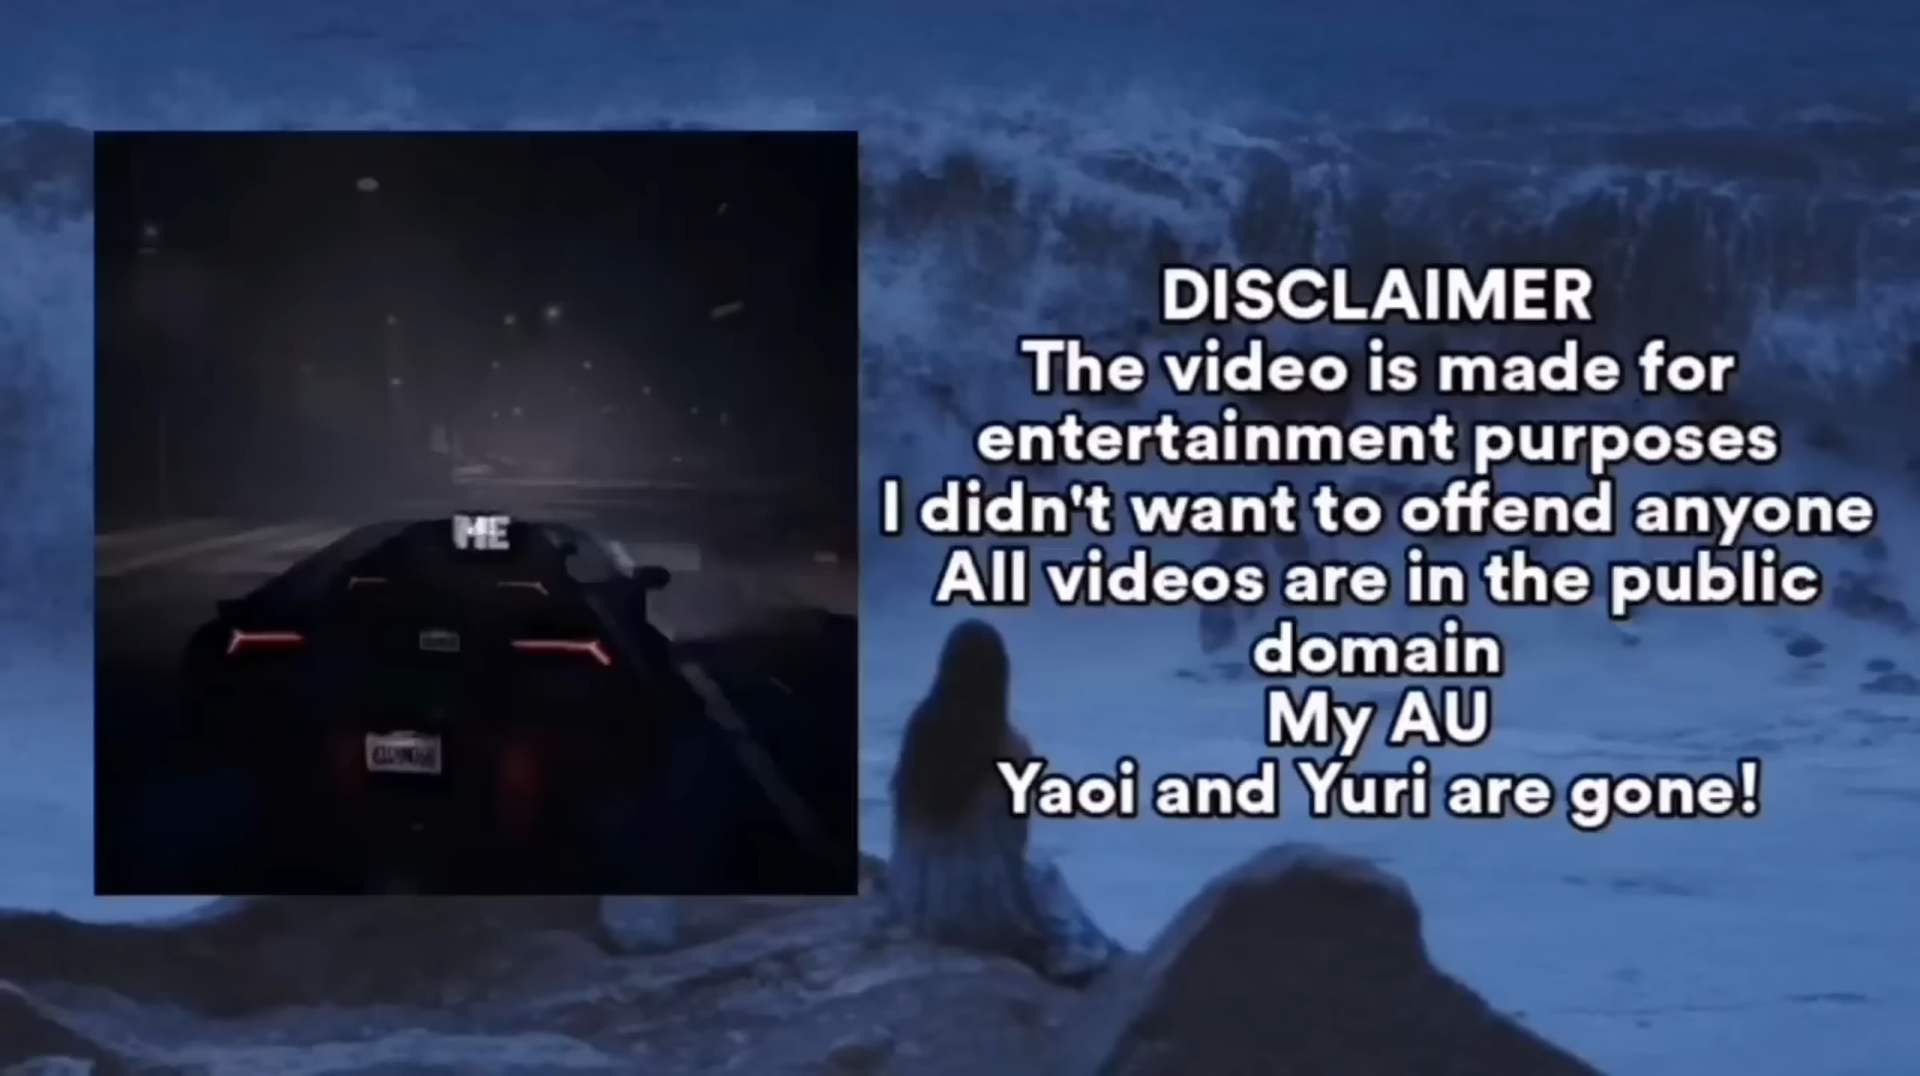 DISCLAIMER
The video is made for
entertainment purposes
I didn't want to offend anyone
All videos are in the public
domain
My AU
Yaoi and Yuri are gone!
ME